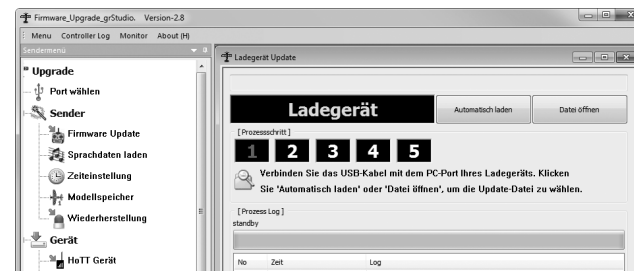 Firmware_Upgrade_grStudio. Version-2.8
Menu Controller Log Monitor About (H)
Sendermenü
Upgrade
Port wählen
Sender
Firmware Update
Sprachdaten laden
Zeiteinstellung
Modellspeicher
Wiederherstellung
Gerät
HoTT Gerät
Ladegerät Update
Ladegerät
Automatisch laden
Datei öffnen
[ Prozessschritt ]
1 2 3 4 5
Verbinden Sie das USB-Kabel mit dem PC-Port Ihres Ladegeräts. Klicken
Sie 'Automatisch laden' oder 'Datei öffnen', um die Update-Datei zu wählen.
[ Prozess Log ]
standby
No Zeit Log